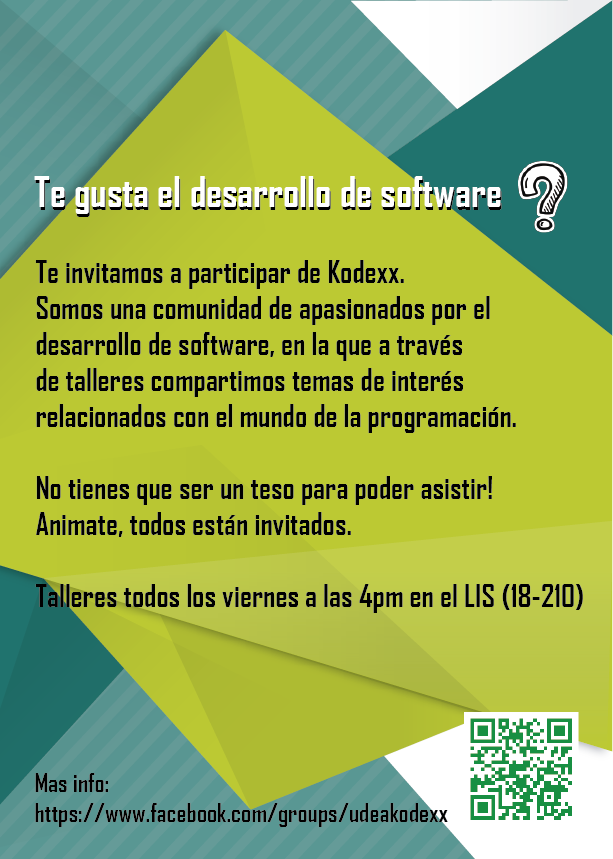 Te gusta el desarrollo de software ?
Te invitamos a participar de Kodexx.
Somos una comunidad de apasionados por el
desarrollo de software, en la que a través
de talleres compartimos temas de interés
relacionados con el mundo de la programación.
No tienes que ser un teso para poder asistir!
Animate, todos están invitados.
Talleres todos los viernes a las 4pm en el LIS (18-210)
Mas info:
https://www.facebook.com/groups/udeakodexx